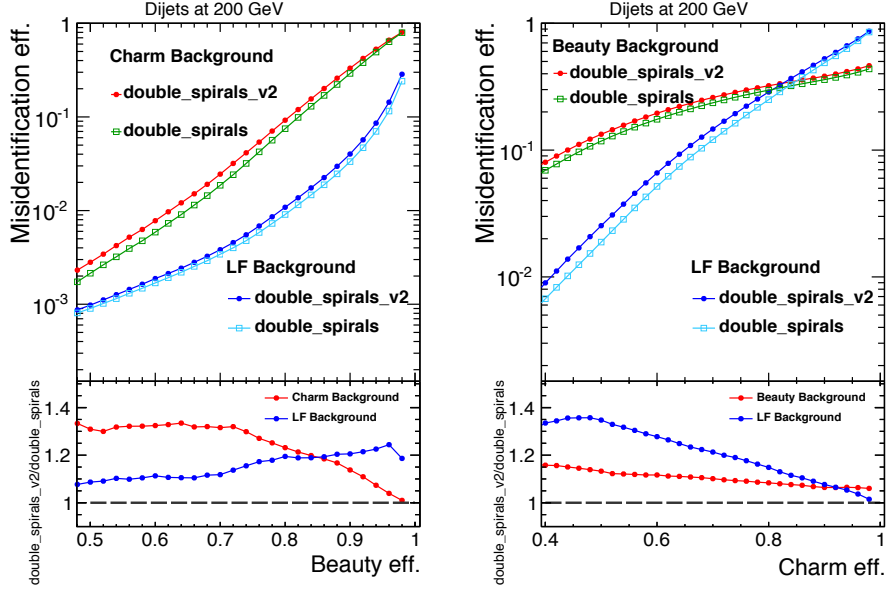 Dijets at 200 GeV
Misidentification eff.
1
10⁻¹
10⁻²
10⁻³
Charm Background
double_spirals_v2
double_spirals
LF Background
double_spirals_v2
double_spirals
double_spirals_v2/double_spirals
1.4
1.2
1
Charm Background
LF Background
0.5 0.6 0.7 0.8 0.9 1
Beauty eff.
Dijets at 200 GeV
Misidentification eff.
1
10⁻¹
10⁻²
Beauty Background
double_spirals_v2
double_spirals
LF Background
double_spirals_v2
double_spirals
double_spirals_v2/double_spirals
1.4
1.2
1
Beauty Background
LF Background
0.4 0.6 0.8 1
Charm eff.